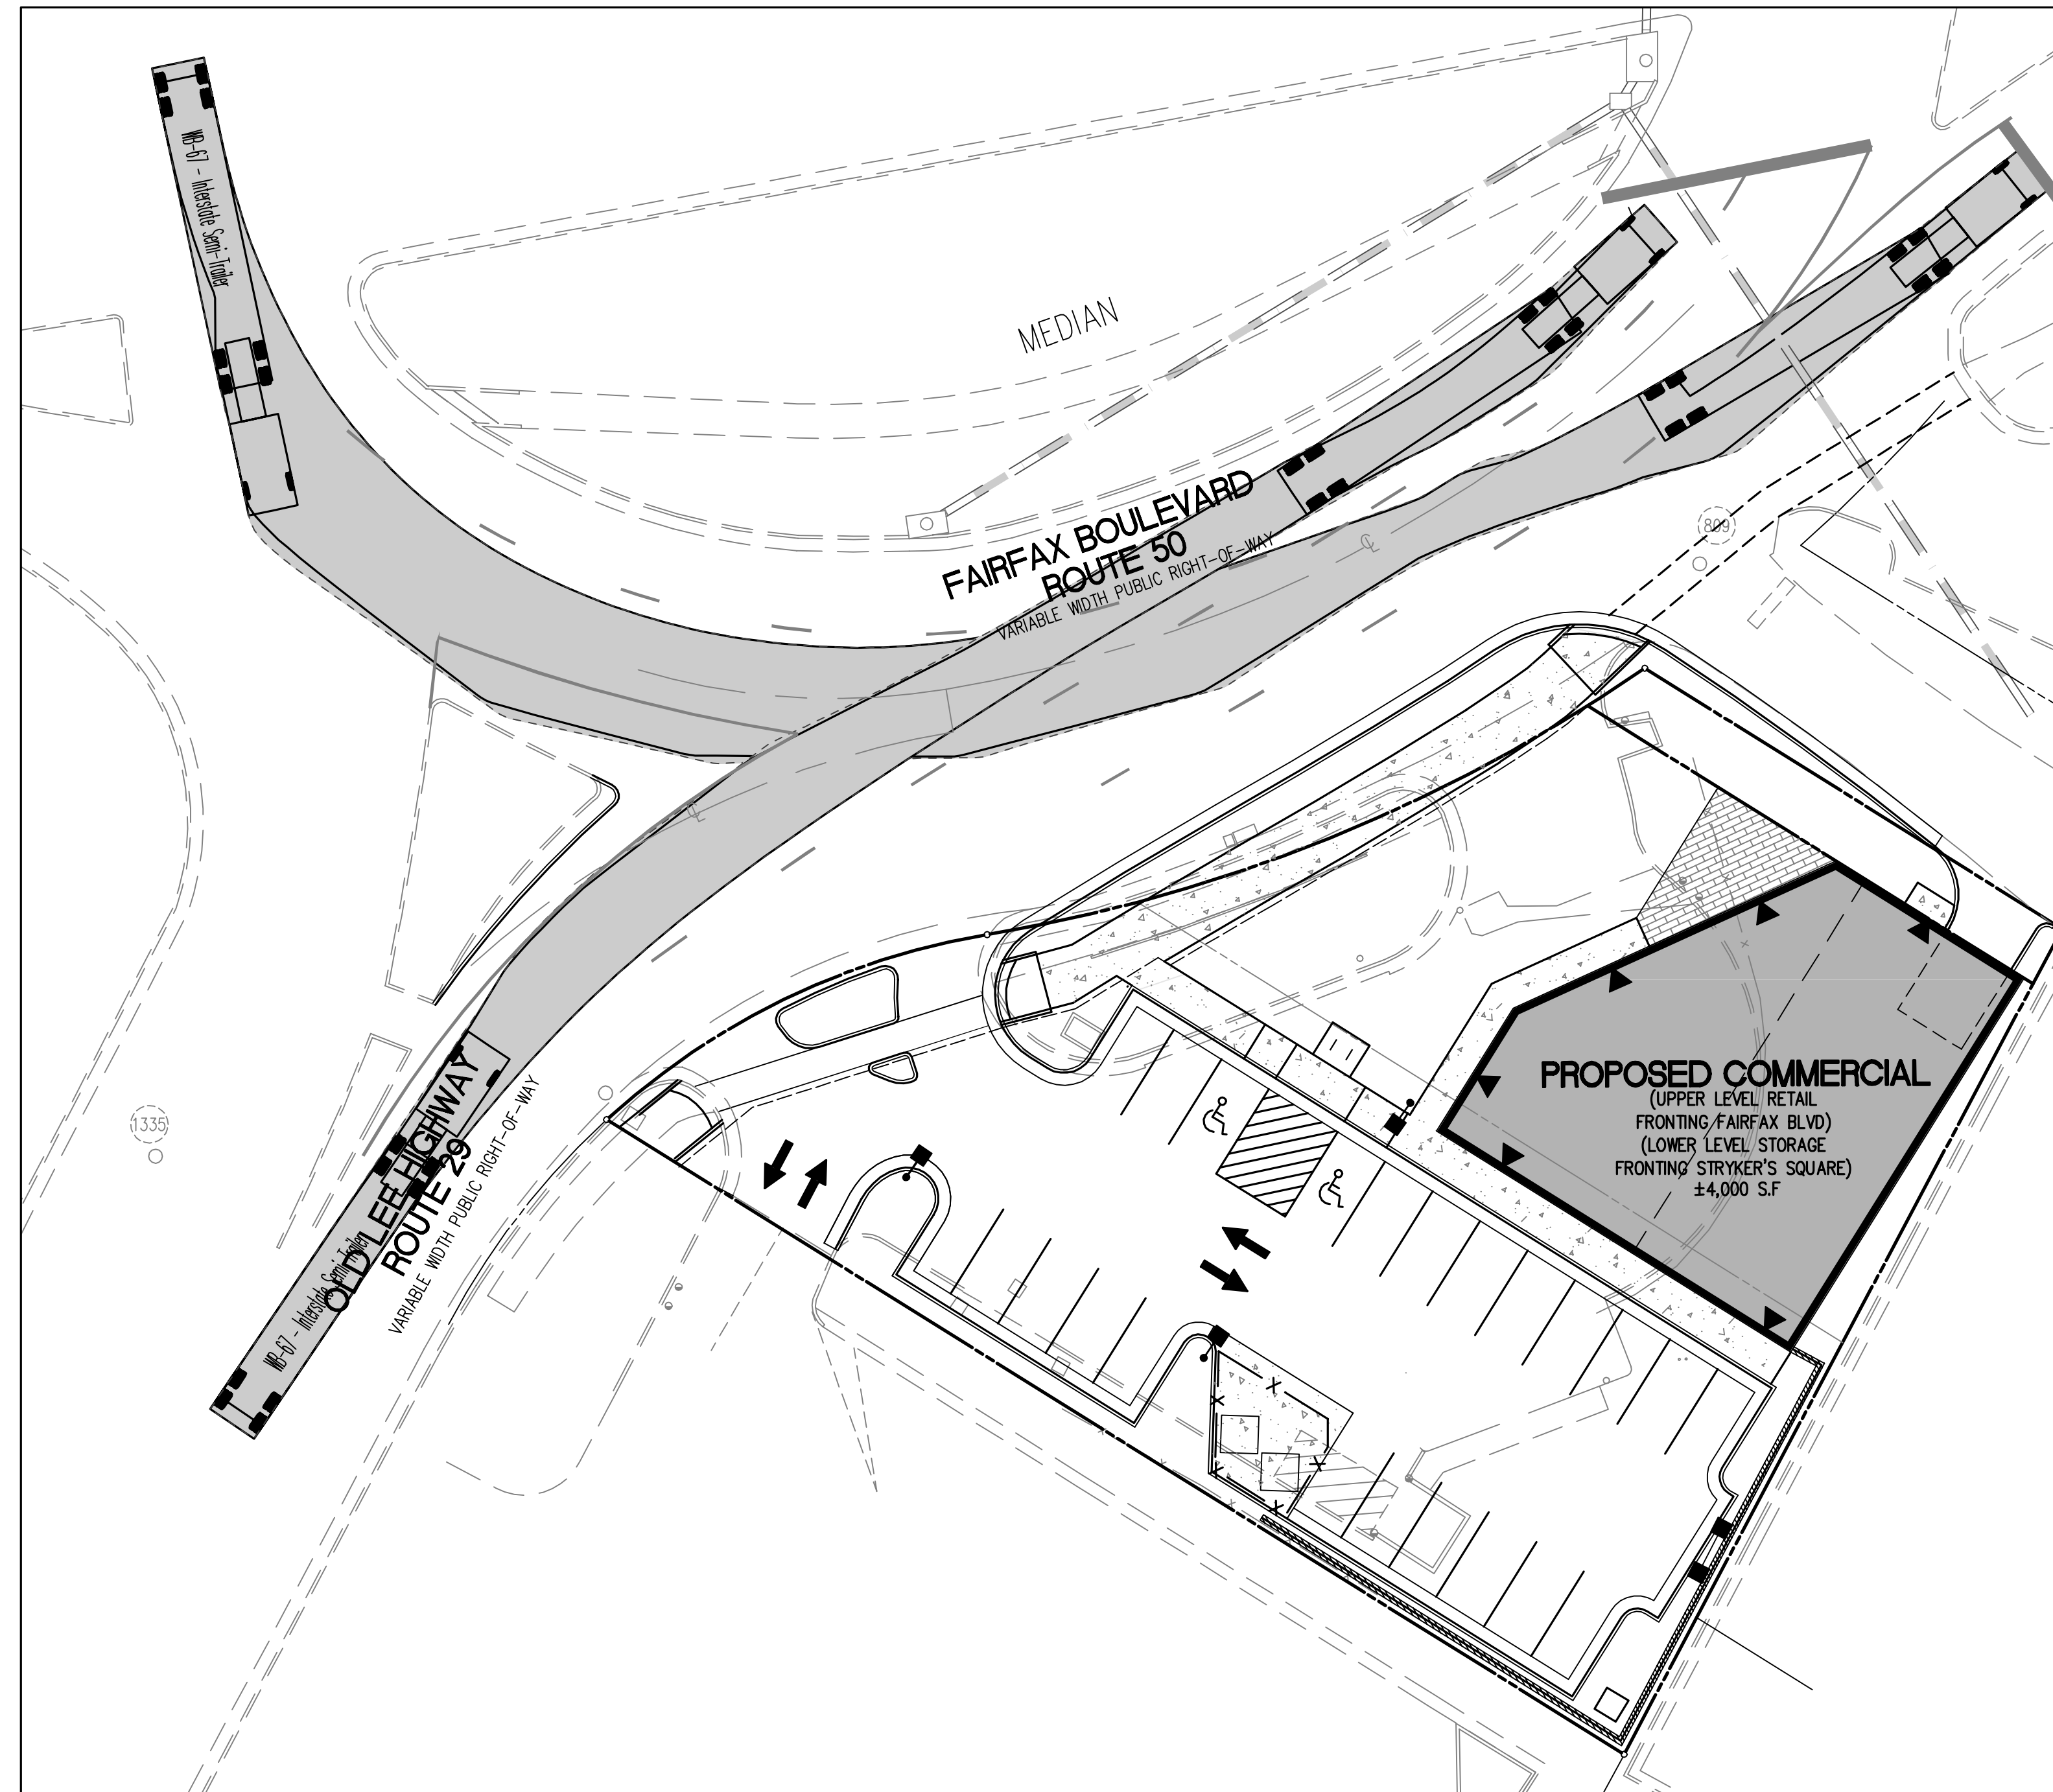 WB-67 - Interstate Semi-Trailer
MEDIAN
FAIRFAX BOULEVARD
ROUTE 50
VARIABLE WIDTH PUBLIC RIGHT-OF-WAY
809
1335
OLD LEE HIGHWAY
ROUTE 29
VARIABLE WIDTH PUBLIC RIGHT-OF-WAY
WB-67 - Interstate Semi-Trailer
PROPOSED COMMERCIAL
(UPPER LEVEL RETAIL
FRONTING FAIRFAX BLVD)
(LOWER LEVEL STORAGE
FRONTING STRYKER'S SQUARE)
±4,000 S.F